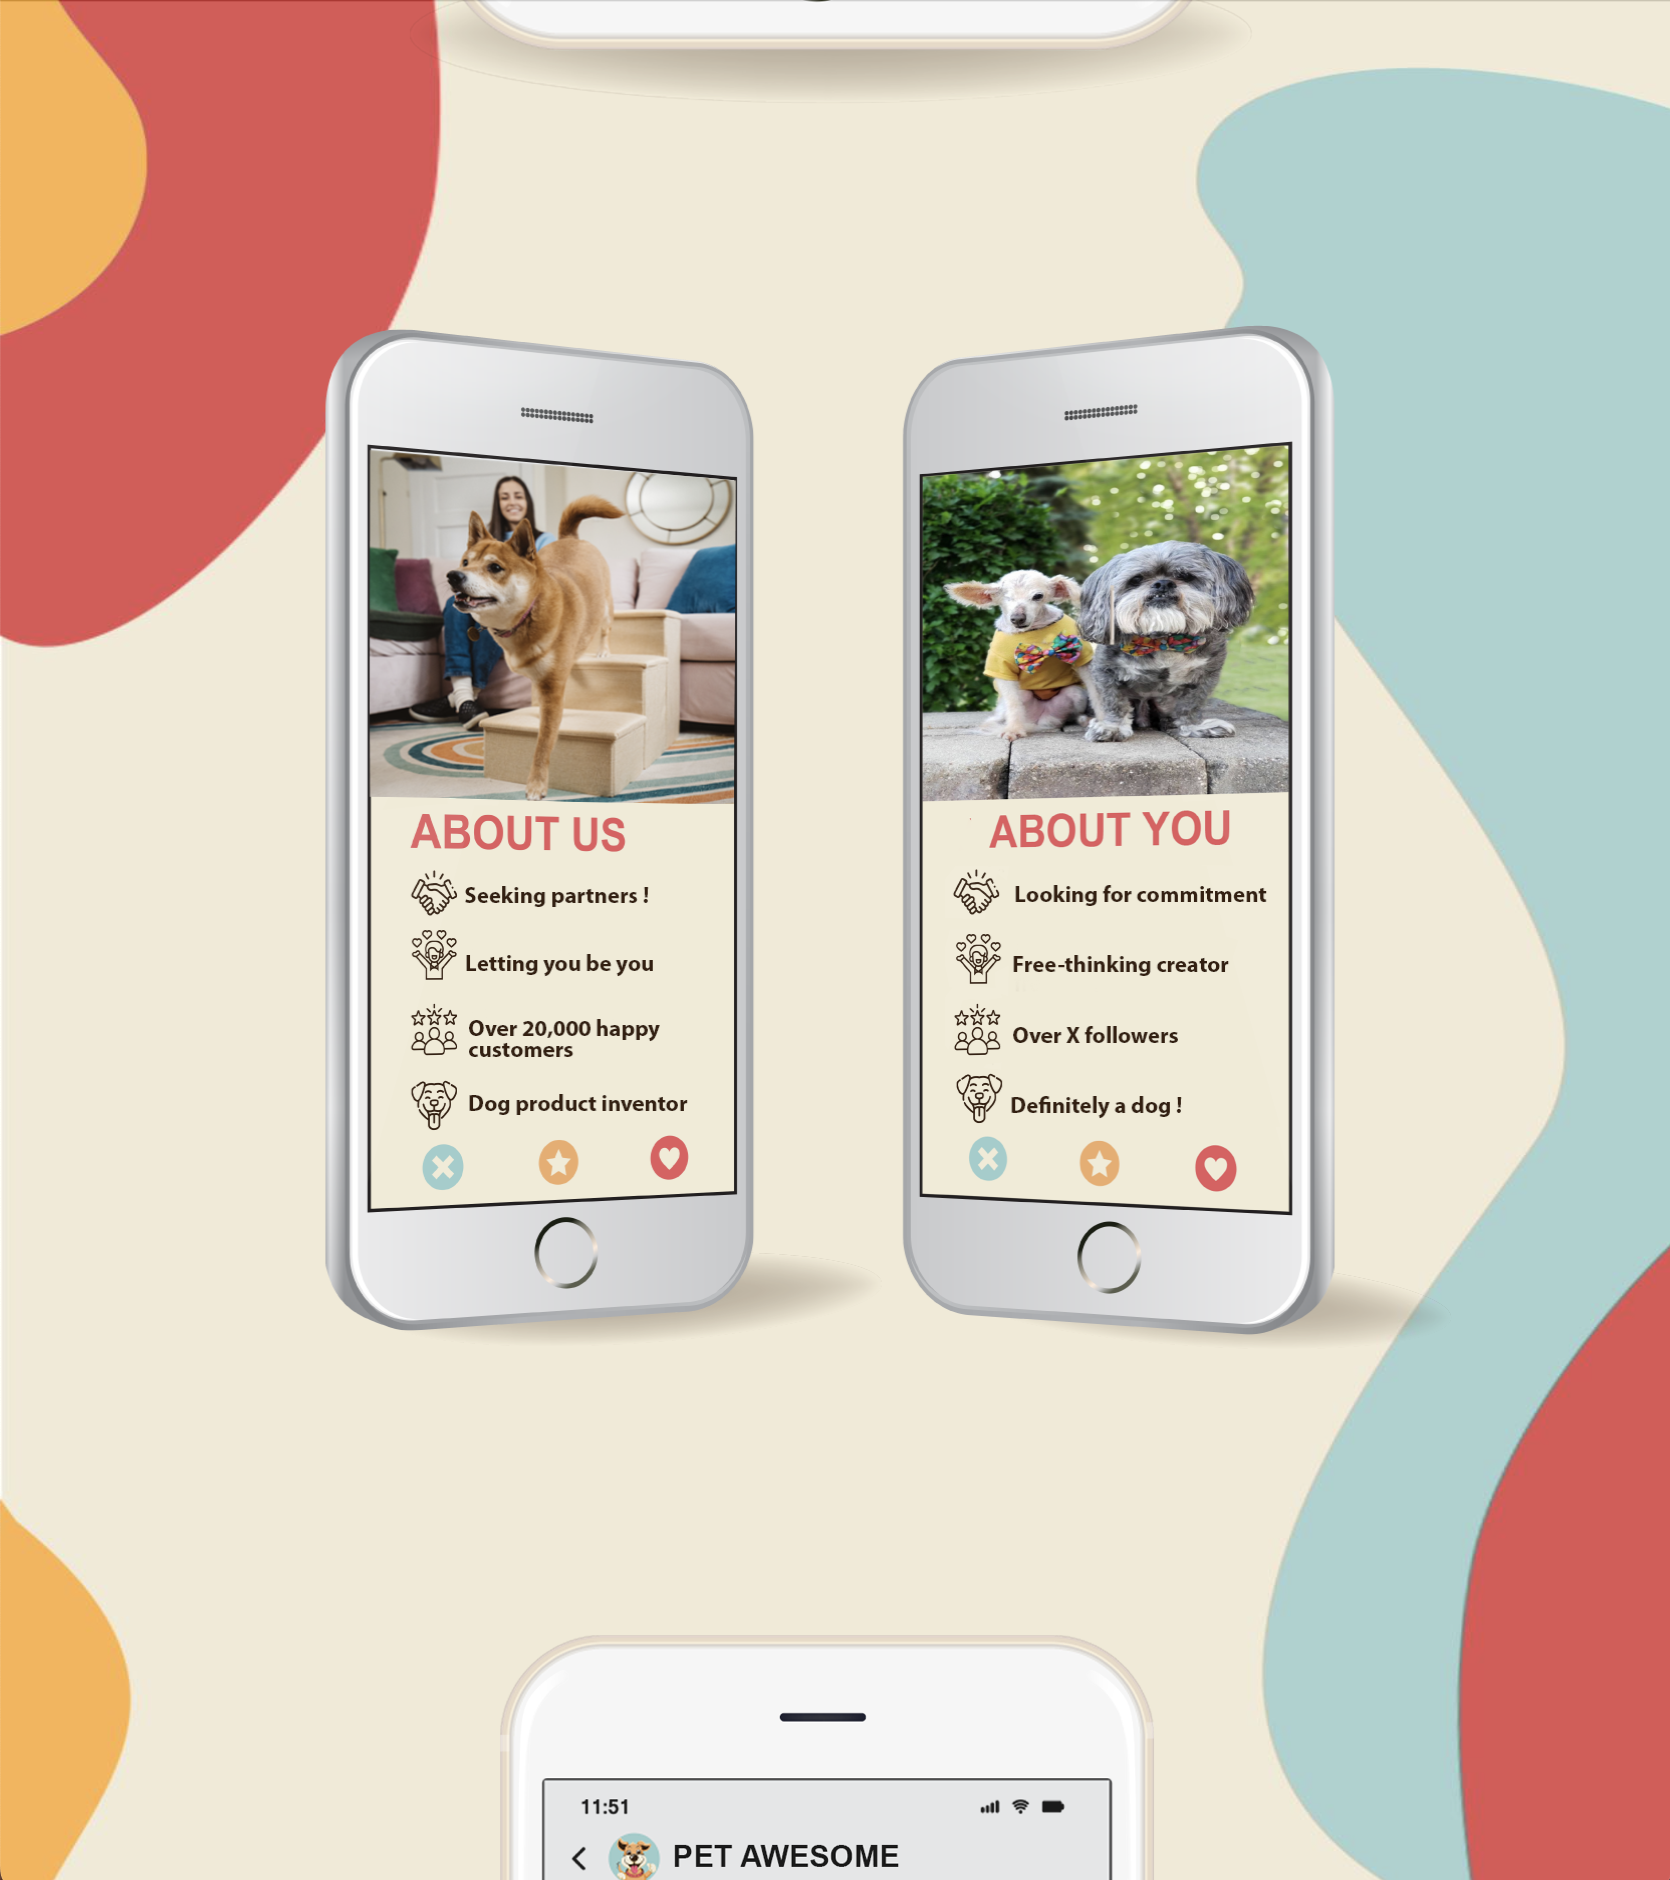 ABOUT US
Seeking partners !
Letting you be you
Over 20,000 happy
customers
Dog product inventor
ABOUT YOU
Looking for commitment
Free-thinking creator
Over X followers
Definitely a dog !
11:51
PET AWESOME